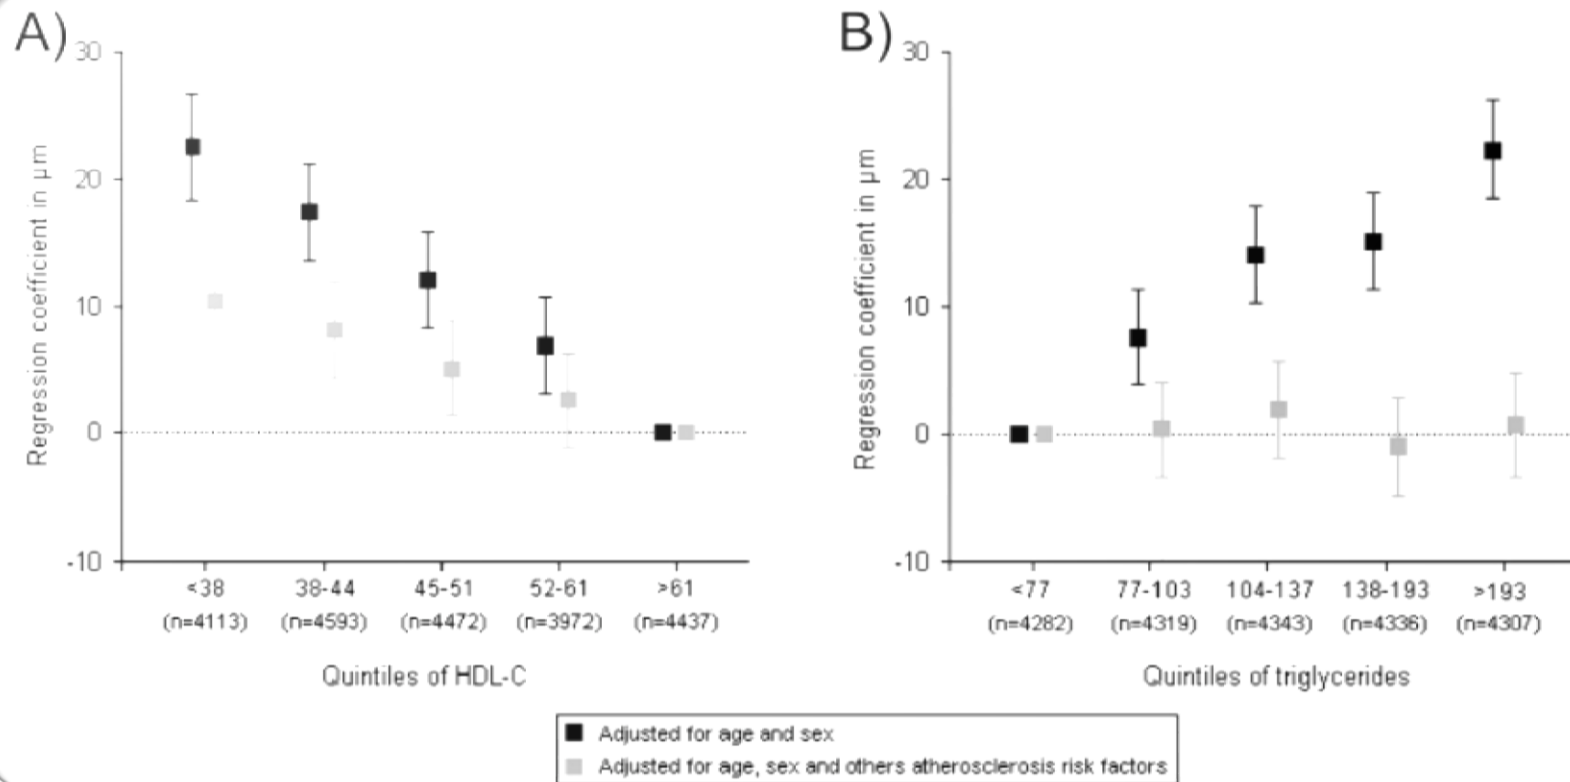 A)
30
20
10
0
-10
Regression coefficient in µm
<38 38-44 45-51 52-61 >61
(n=4113) (n=4593) (n=4472) (n=3972) (n=4437)
Quintiles of HDL-C
B)
30
20
10
0
-10
Regression coefficient in µm
<77 77-103 104-137 138-193 >193
(n=4282) (n=4319) (n=4343) (n=4336) (n=4307)
Quintiles of triglycerides
Adjusted for age and sex
Adjusted for age, sex and others atherosclerosis risk factors